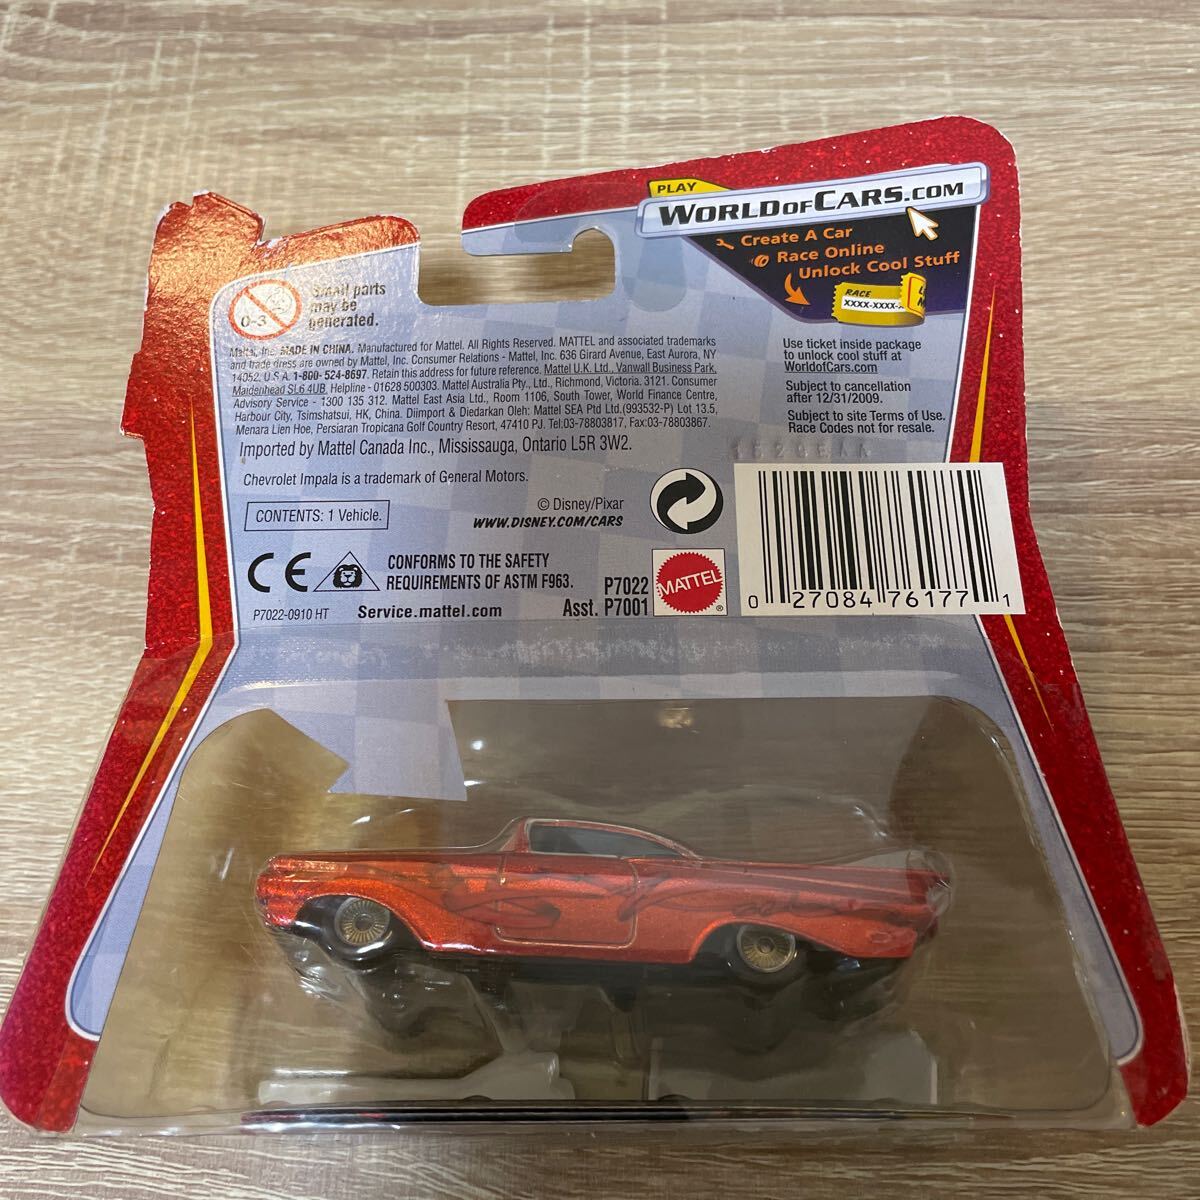 PLAY
WORLDOFCARS.COM
Create A Car
Race Online
Unlock Cool Stuff
RACE
XXXX-XXXX-
Use ticket inside package
to unlock cool stuff at
WorldofCars.com
Subject to cancellation
after 12/31/2009.
Subject to site Terms of Use.
Race Codes not for resale.
0-3
Small parts
may be
generated.
Mattel, Inc. MADE IN CHINA. Manufactured for Mattel. All Rights Reserved. MATTEL and associated trademarks
and trade dress are owned by Mattel, Inc. Consumer Relations - Mattel, Inc. 636 Girard Avenue, East Aurora, NY
14052, U.S.A. 1-800-524-8697. Retain this address for future reference. Mattel U.K. Ltd., Vanwall Business Park,
Maidenhead SL6 4UB. Helpline - 01628 500303. Mattel Australia Pty., Ltd., Richmond, Victoria. 3121. Consumer
Advisory Service - 1300 135 312. Mattel East Asia Ltd., Room 1106, South Tower, World Finance Centre,
Harbour City, Tsimshatsui, HK, China. Diimport & Diedarkan Oleh: Mattel SEA Ptd Ltd.(993532-P) Lot 13.5,
Menara Lien Hoe, Persiaran Tropicana Golf Country Resort, 47410 PJ. Tel:03-78803817, Fax:03-78803867.
Imported by Mattel Canada Inc., Mississauga, Ontario L5R 3W2.
Chevrolet Impala is a trademark of General Motors.
CONTENTS: 1 Vehicle.
© Disney/Pixar
WWW.DISNEY.COM/CARS
CE
CONFORMS TO THE SAFETY
REQUIREMENTS OF ASTM F963.
P7022-0910 HT
Service.mattel.com
P7022
Asst. P7001
MATTEL
®
0 27084 76177 1